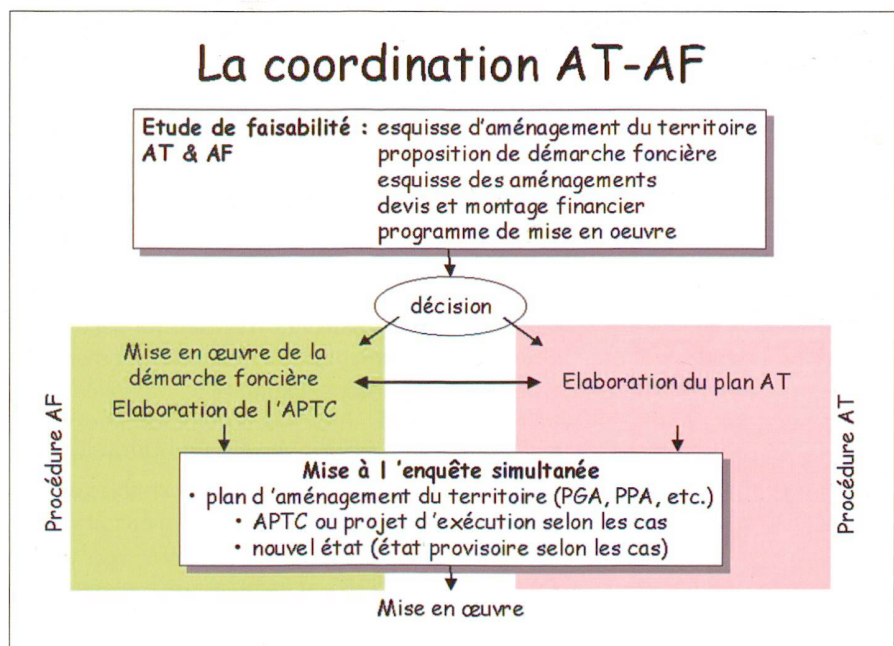 La coordination AT-AF
Etude de faisabilité : esquisse d'aménagement du territoire
AT & AF proposition de démarche foncière
esquisse des aménagements
devis et montage financier
programme de mise en oeuvre
décision
Mise en œuvre de la
démarche foncière
Elaboration de l'APTC
Elaboration du plan AT
Procédure AF
Procédure AT
Mise à l'enquête simultanée
• plan d'aménagement du territoire (PGA, PPA, etc.)
• APTC ou projet d'exécution selon les cas
• nouvel état (état provisoire selon les cas)
Mise en œuvre